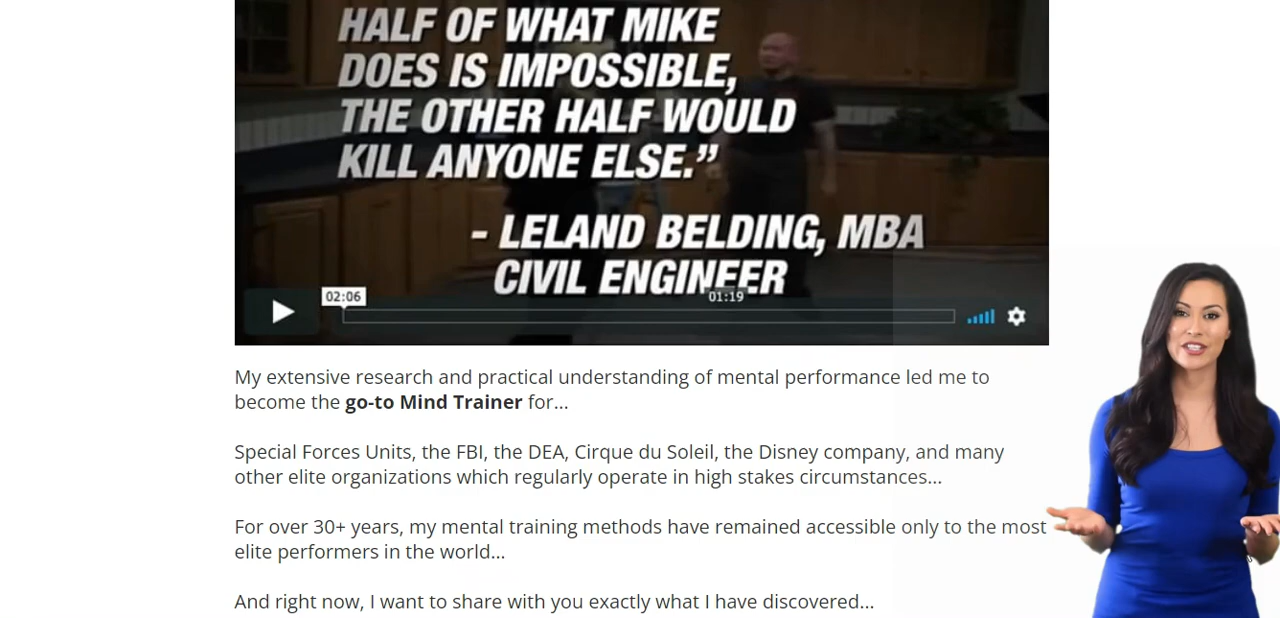 HALF OF WHAT MIKE
DOES IS IMPOSSIBLE,
THE OTHER HALF WOULD
KILL ANYONE ELSE.”
- LELAND BELDING, MBA
CIVIL ENGINEER
02:06
01:19
My extensive research and practical understanding of mental performance led me to
become the go-to Mind Trainer for...
Special Forces Units, the FBI, the DEA, Cirque du Soleil, the Disney company, and many
other elite organizations which regularly operate in high stakes circumstances...
For over 30+ years, my mental training methods have remained accessible only to the most
elite performers in the world...
And right now, I want to share with you exactly what I have discovered...